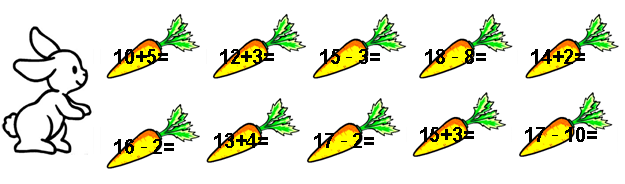 10+5= 12+3= 15 - 3= 18 - 8= 14+2=
16 - 2= 13+4= 17 - 2= 15+3= 17 - 10=